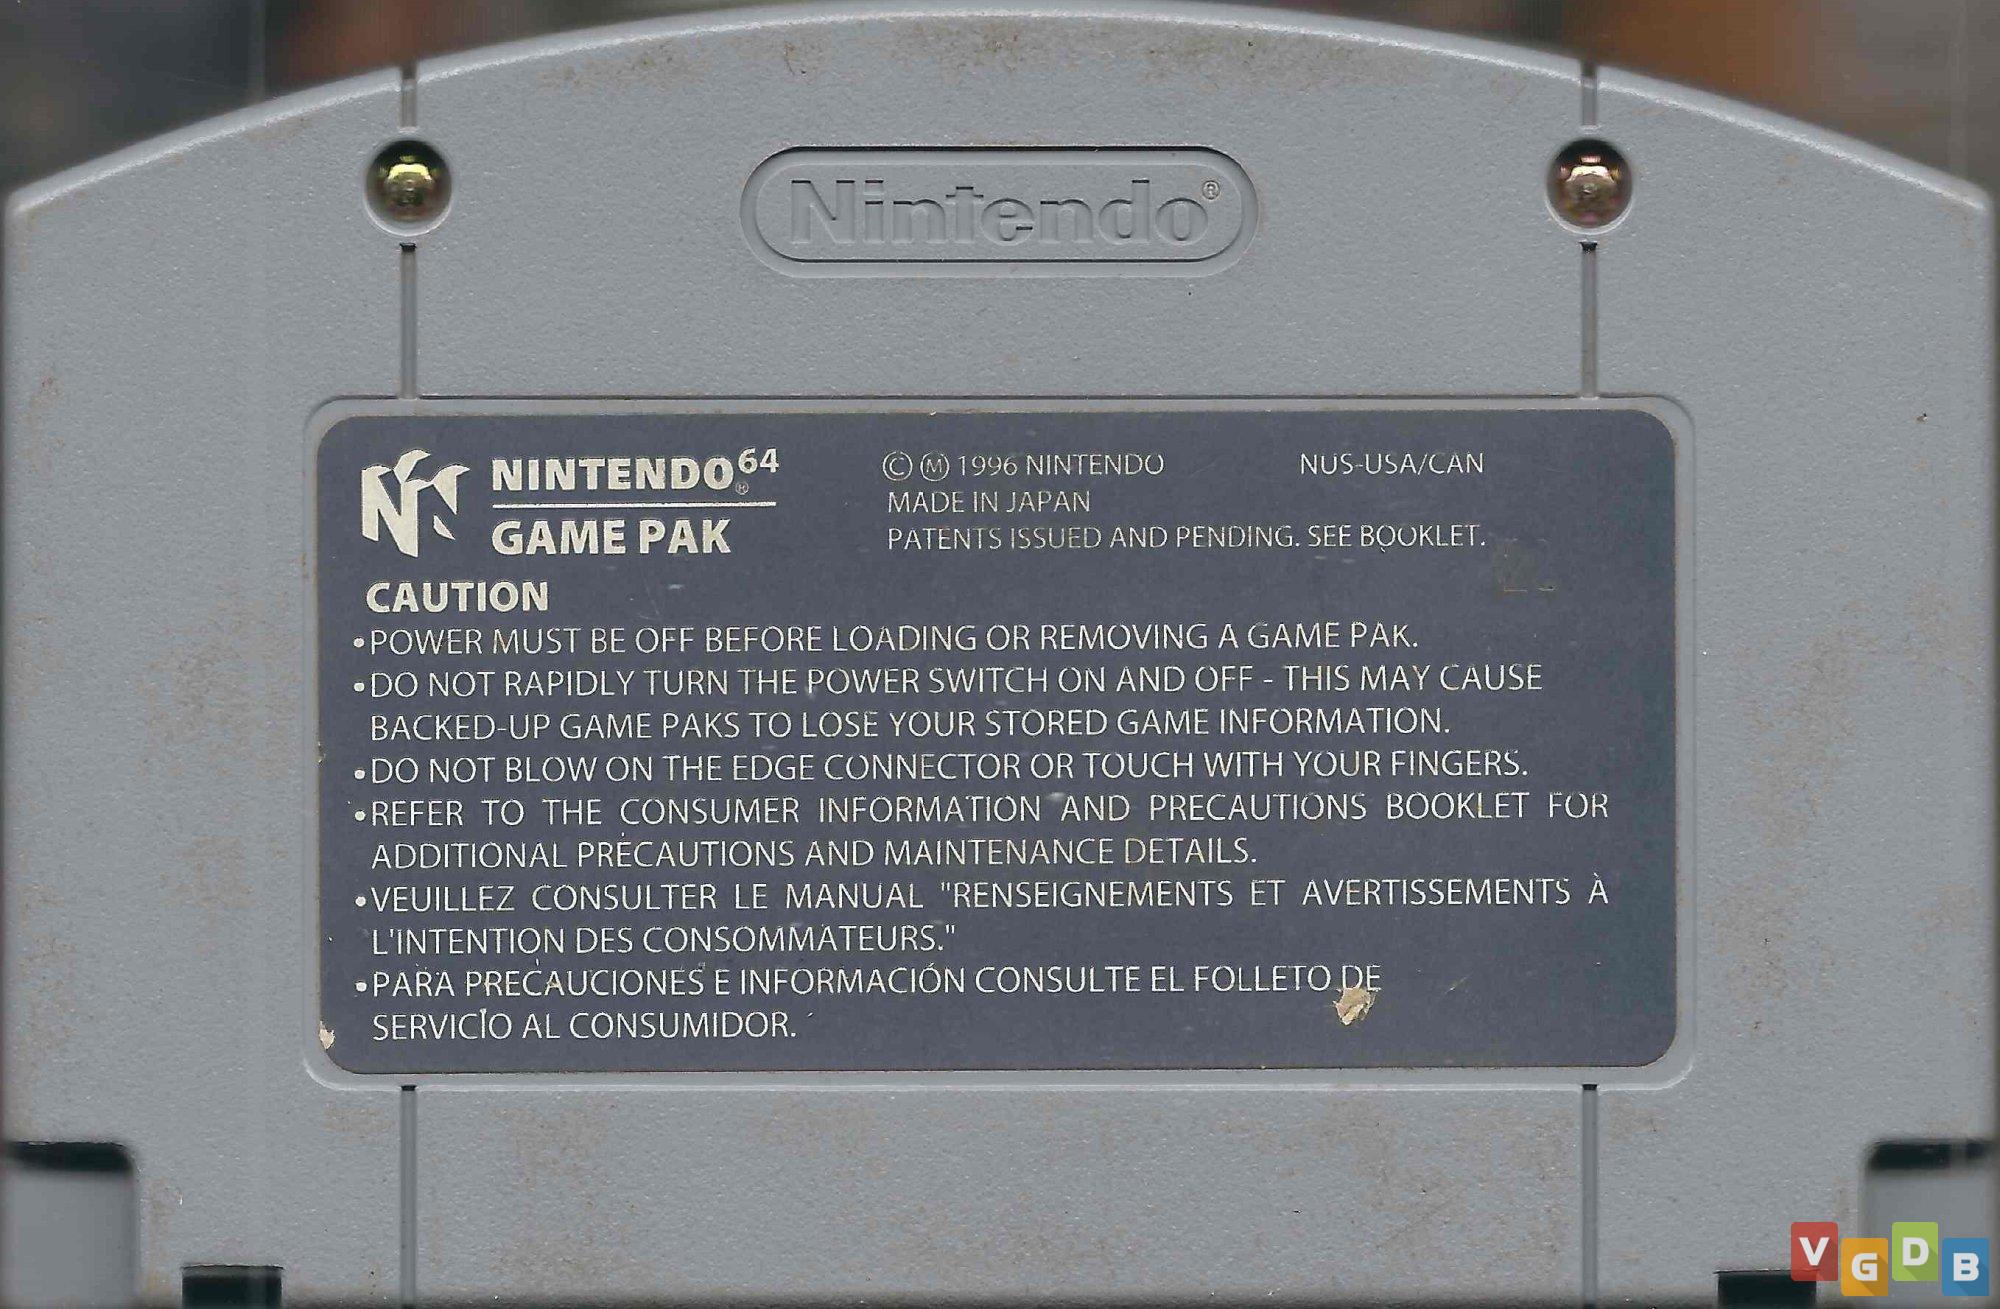 Nintendo®
NINTENDO®64
GAME PAK
© Ⓜ 1996 NINTENDO NUS-USA/CAN
MADE IN JAPAN
PATENTS ISSUED AND PENDING. SEE BOOKLET.
CAUTION
•POWER MUST BE OFF BEFORE LOADING OR REMOVING A GAME PAK.
•DO NOT RAPIDLY TURN THE POWER SWITCH ON AND OFF - THIS MAY CAUSE
BACKED-UP GAME PAKS TO LOSE YOUR STORED GAME INFORMATION.
•DO NOT BLOW ON THE EDGE CONNECTOR OR TOUCH WITH YOUR FINGERS.
•REFER TO THE CONSUMER INFORMATION AND PRECAUTIONS BOOKLET FOR
ADDITIONAL PRECAUTIONS AND MAINTENANCE DETAILS.
•VEUILLEZ CONSULTER LE MANUAL "RENSEIGNEMENTS ET AVERTISSEMENTS À
L'INTENTION DES CONSOMMATEURS."
•PARA PRECAUCIONES E INFORMACIÓN CONSULTE EL FOLLETO DE
SERVICIO AL CONSUMIDOR.
VGDB